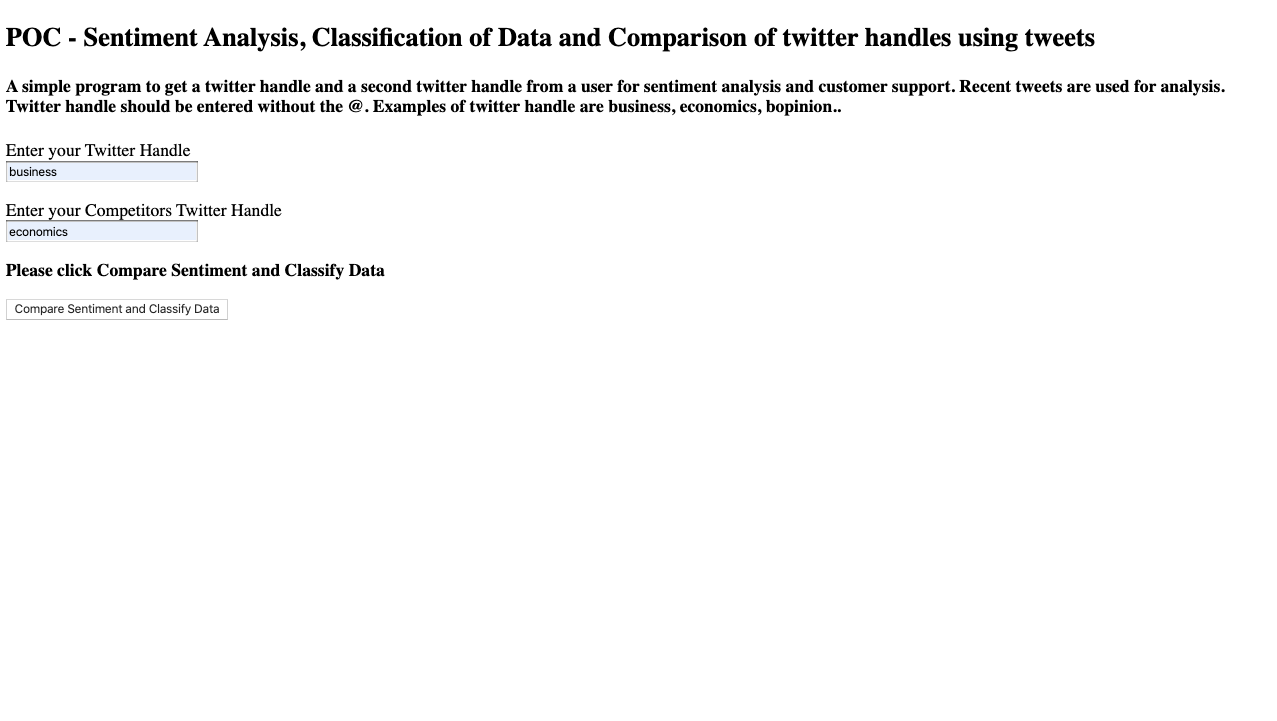 POC - Sentiment Analysis, Classification of Data and Comparison of twitter handles using tweets
A simple program to get a twitter handle and a second twitter handle from a user for sentiment analysis and customer support. Recent tweets are used for analysis.
Twitter handle should be entered without the @. Examples of twitter handle are business, economics, bopinion..
Enter your Twitter Handle
business
Enter your Competitors Twitter Handle
economics
Please click Compare Sentiment and Classify Data
Compare Sentiment and Classify Data